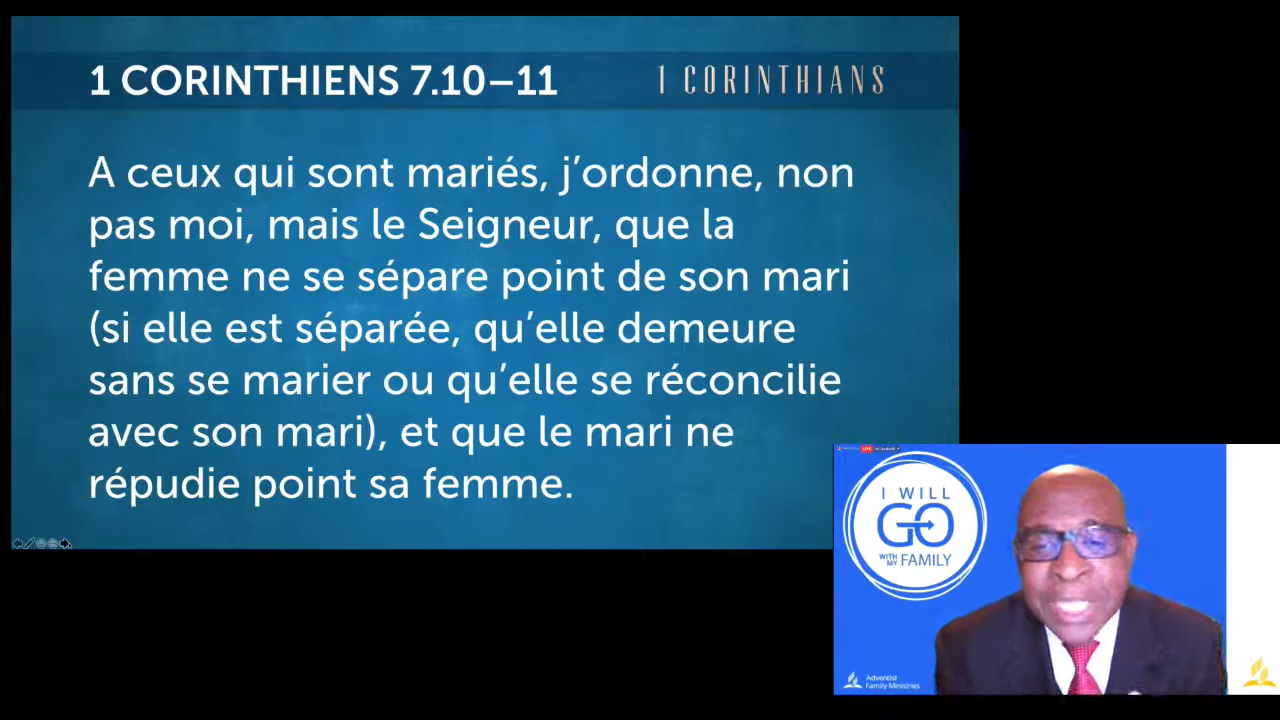 1 CORINTHIENS 7.10–11
1 CORINTHIANS
A ceux qui sont mariés, j’ordonne, non
pas moi, mais le Seigneur, que la
femme ne se sépare point de son mari
(si elle est séparée, qu’elle demeure
sans se marier ou qu’elle se réconcilie
avec son mari), et que le mari ne
répudie point sa femme.
LIVE
I WILL
GO
WITH MY FAMILY
Adventist
Family Ministries